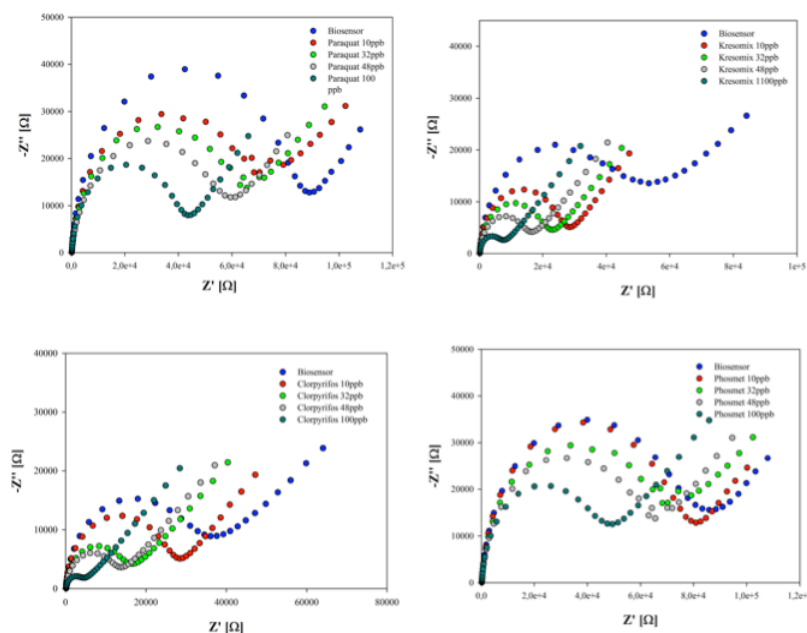 50000
40000
30000
20000
10000
0
-Z'' [Ω]
Biosensor
Paraquat 10ppb
Paraquat 32ppb
Paraquat 48ppb
Paraquat 100
ppb
0,0 2,0e+4 4,0e+4 6,0e+4 8,0e+4 1,0e+5 1,2e+5
Z' [Ω]
40000
30000
20000
10000
0
-Z'' [Ω]
Biosensor
Kresomix 10ppb
Kresomix 32ppb
Kresomix 48ppb
Kresomix 1100ppb
0 2e+4 4e+4 6e+4 8e+4 1e+5
Z' [Ω]
40000
30000
20000
10000
0
-Z'' [Ω]
Biosensor
Clorpyrifos 10ppb
Clorpyrifos 32ppb
Clorpyrifos 48ppb
Clorpyrifos 100ppb
0 20000 40000 60000 80000
Z' [Ω]
50000
40000
30000
20000
10000
0
-Z'' [Ω]
Biosensor
Phosmet 10ppb
Phosmet 32ppb
Phosmet 48ppb
Phosmet 100ppb
0,0 2,0e+4 4,0e+4 6,0e+4 8,0e+4 1,0e+5 1,2e+
Z' [Ω]